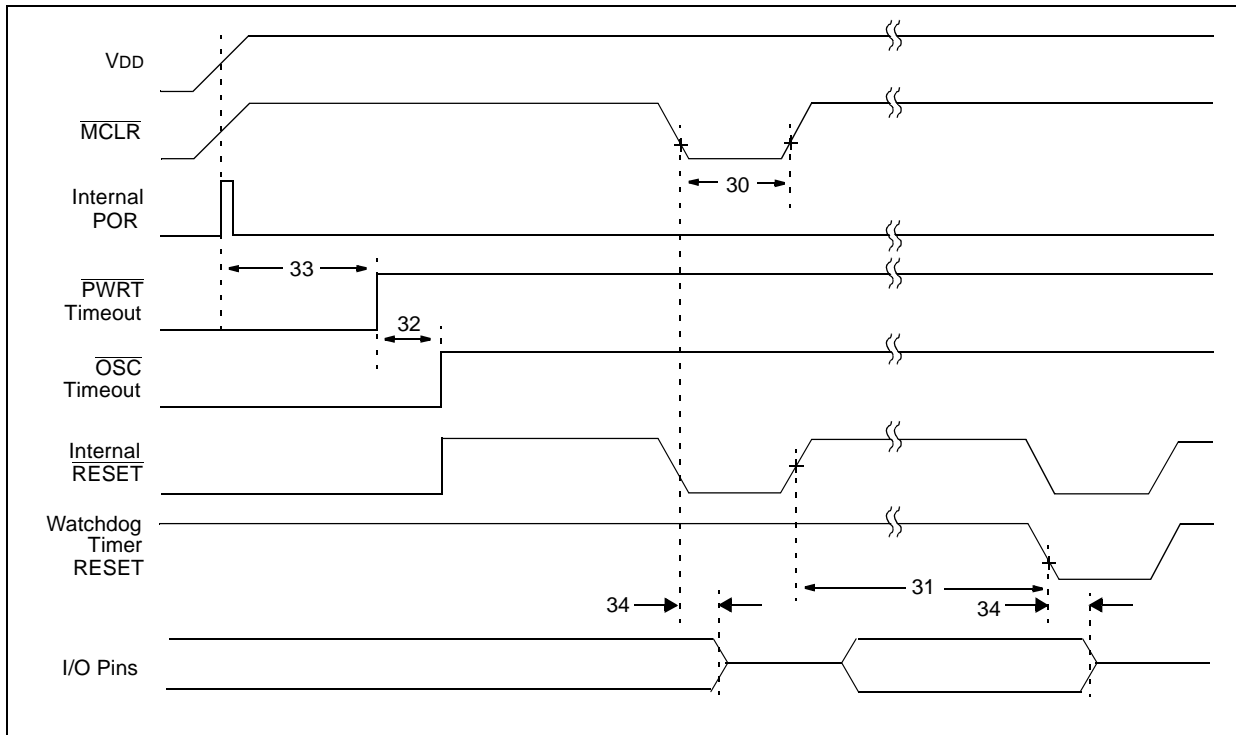 VDD
MCLR
30
Internal
POR
33
PWRT
Timeout
32
OSC
Timeout
Internal
RESET
Watchdog
Timer
RESET
31
34
34
I/O Pins